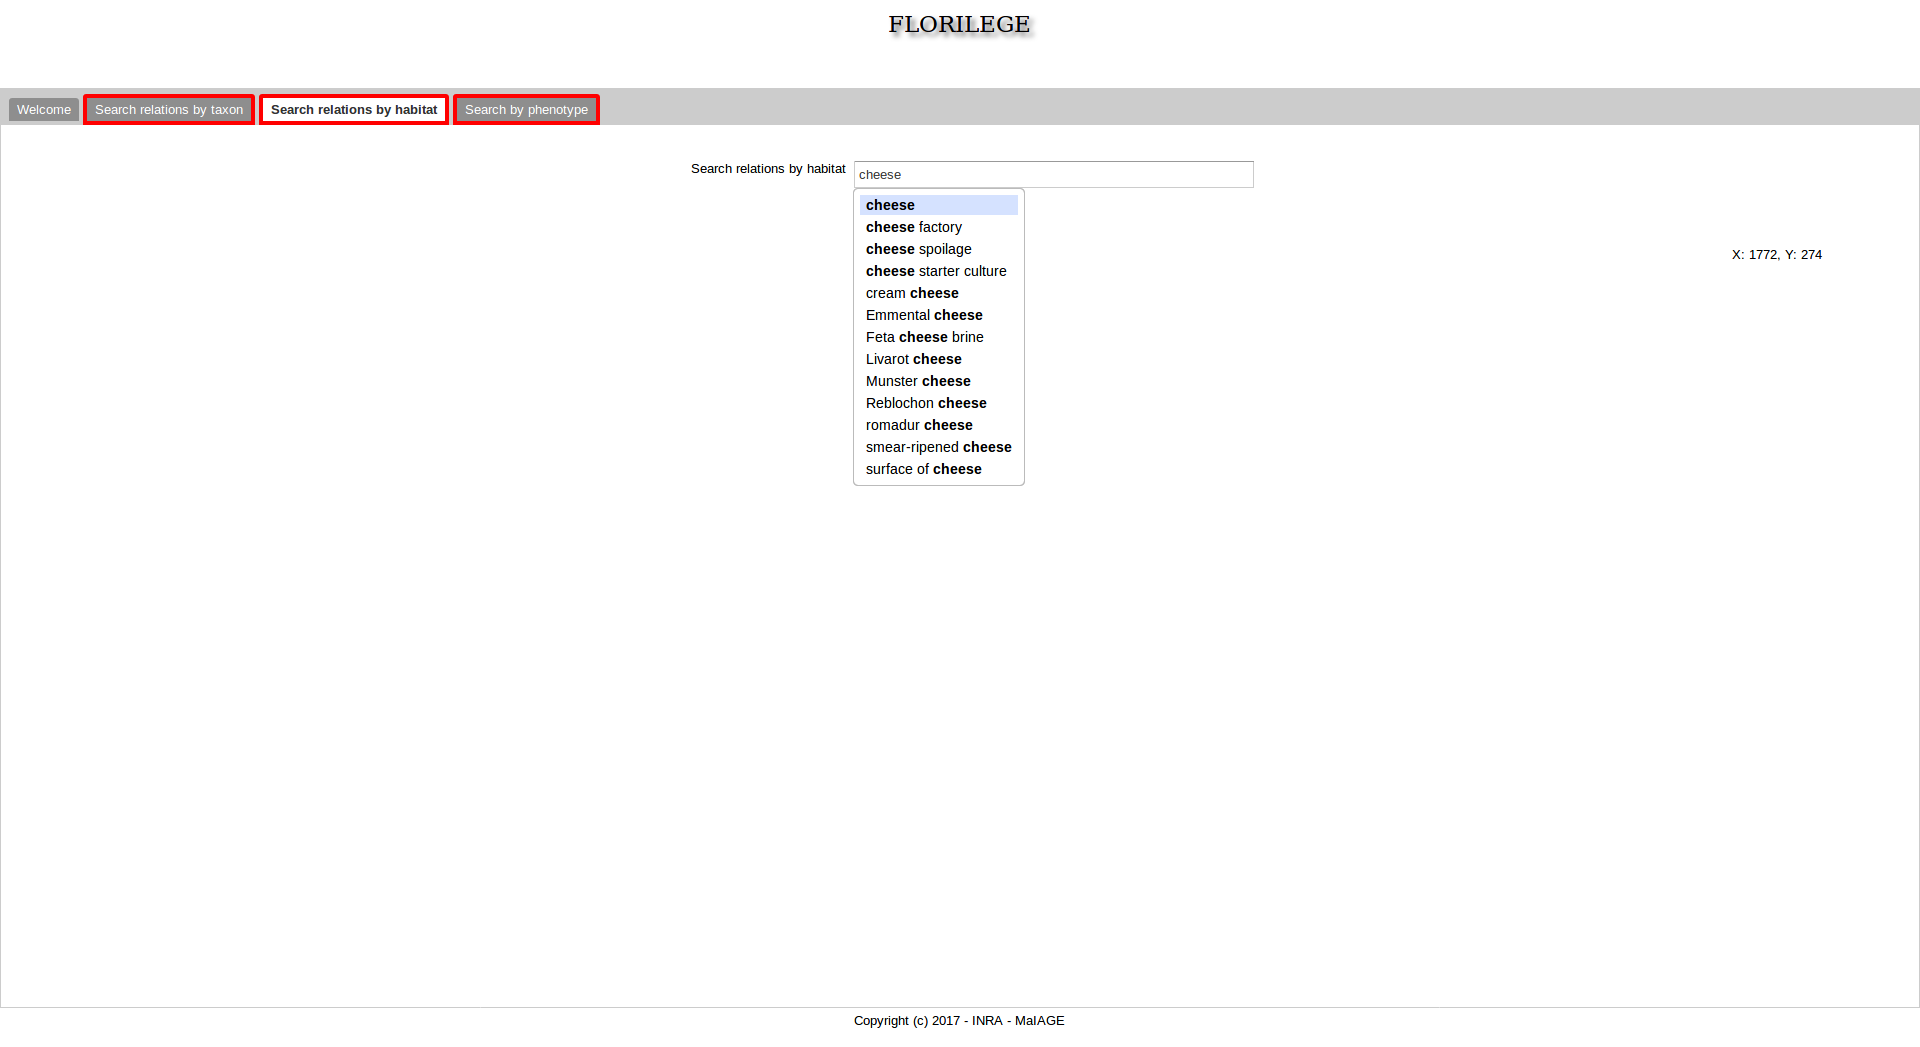 FLORILEGE
Welcome
Search relations by taxon
Search relations by habitat
Search by phenotype
Search relations by habitat
cheese
cheese
cheese factory
cheese spoilage
cheese starter culture
cream cheese
Emmental cheese
Feta cheese brine
Livarot cheese
Munster cheese
Reblochon cheese
romadur cheese
smear-ripened cheese
surface of cheese
X: 1772, Y: 274
Copyright (c) 2017 - INRA - MaIAGE